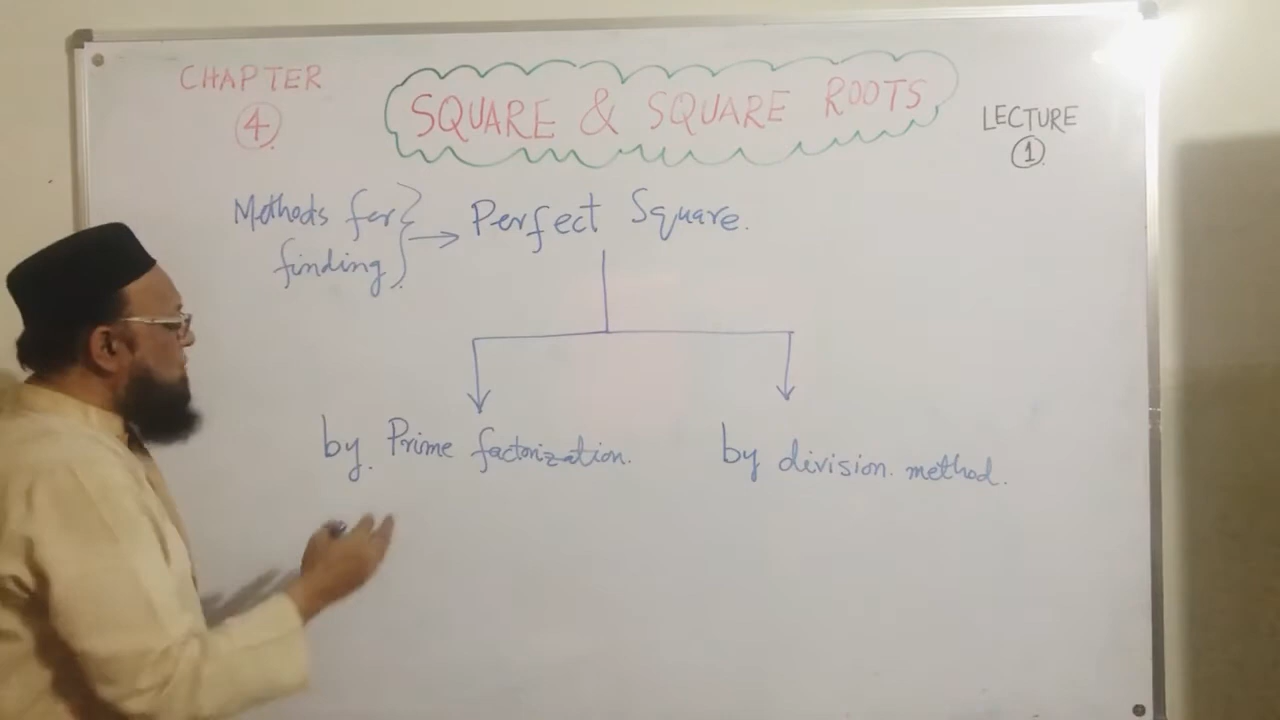 CHAPTER
4.
SQUARE & SQUARE ROOTS
LECTURE
1
Methods for
finding
Perfect Square.
by Prime factorization.
by division method.